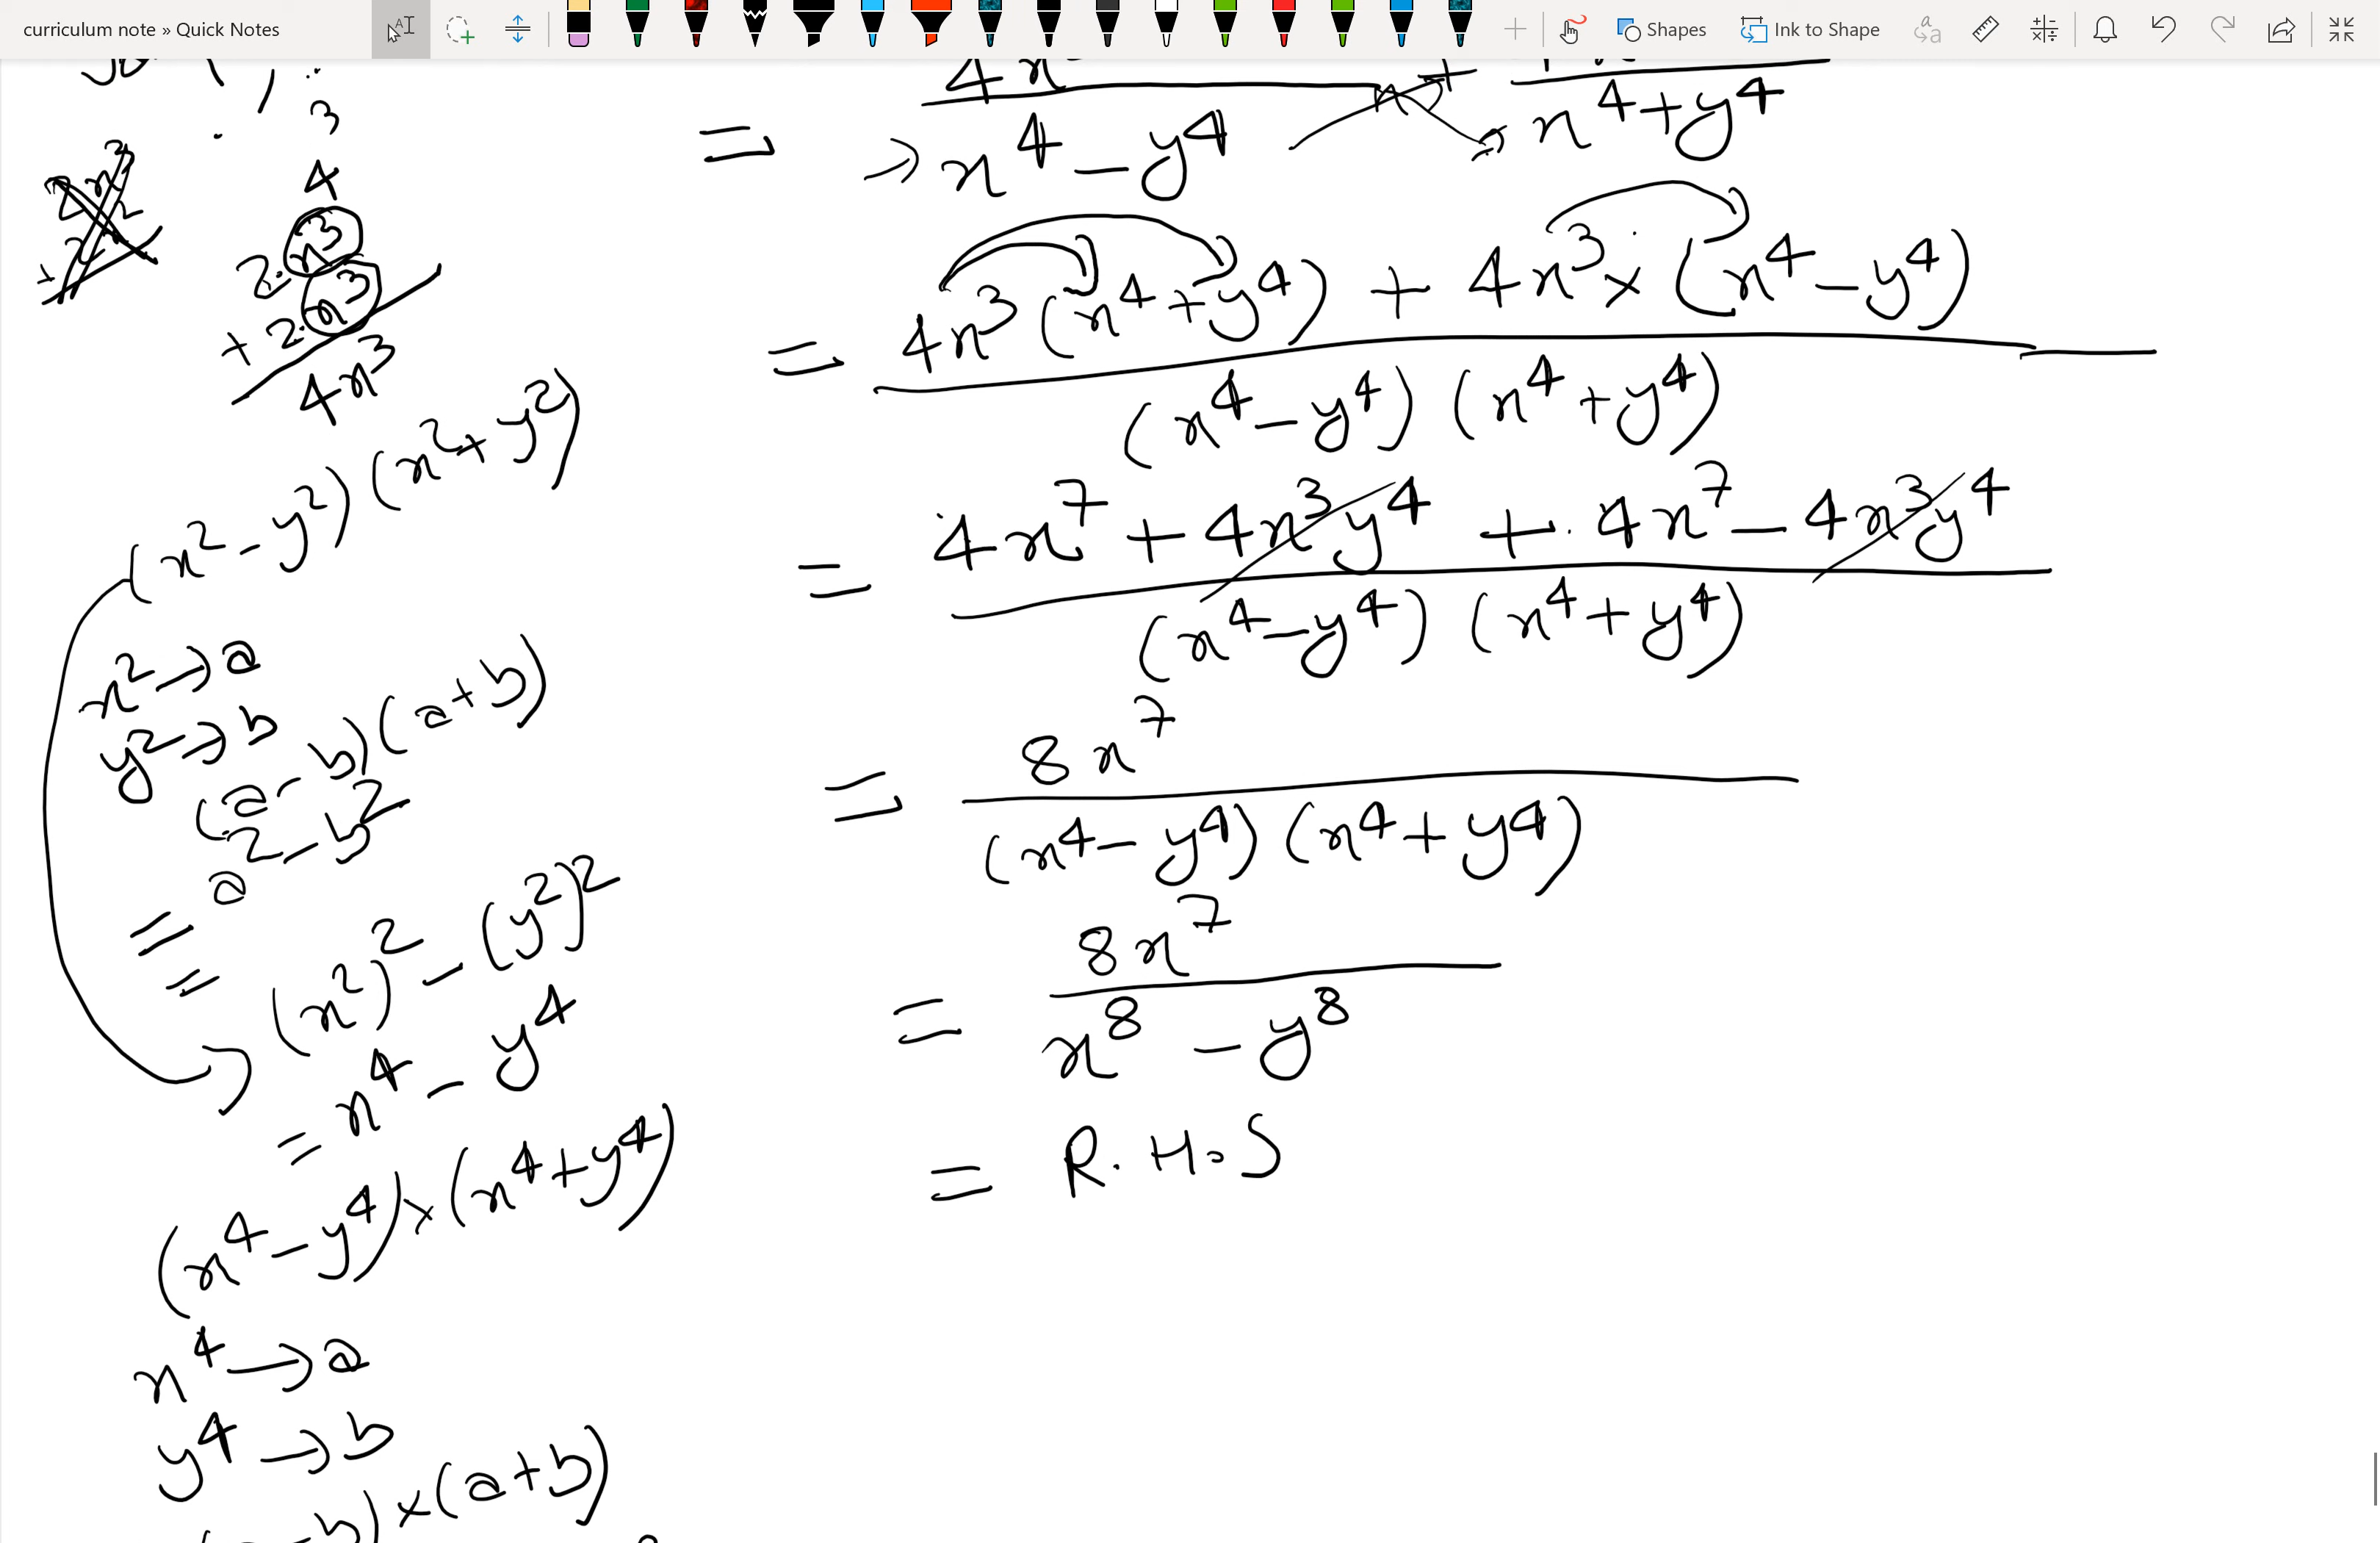 curriculum note » Quick Notes
Shapes
Ink to Shape
= → x⁴ - y⁴ + x⁴ + y⁴
= 4x³(x⁴ + y⁴) + 4x³ × (x⁴ - y⁴)
(x⁴ - y⁴) (x⁴ + y⁴)
= 4x⁷ + 4x³y⁴ + 4x⁷ - 4x³y⁴
(x⁴ - y⁴) (x⁴ + y⁴)
= 8x⁷
(x⁴ - y⁴) (x⁴ + y⁴)
= 8x⁷
x⁸ - y⁸
= R.H.S
3
4
2·x³
+ 2·x³
4x³
(x² - y²) (x² + y²)
x² → a
y² → b
(a - b) (a + b)
= a² - b²
= (x²)² - (y²)²
= x⁴ - y⁴
(x⁴ - y⁴) × (x⁴ + y⁴)
x⁴ → a
y⁴ → b
(a - b) × (a + b)